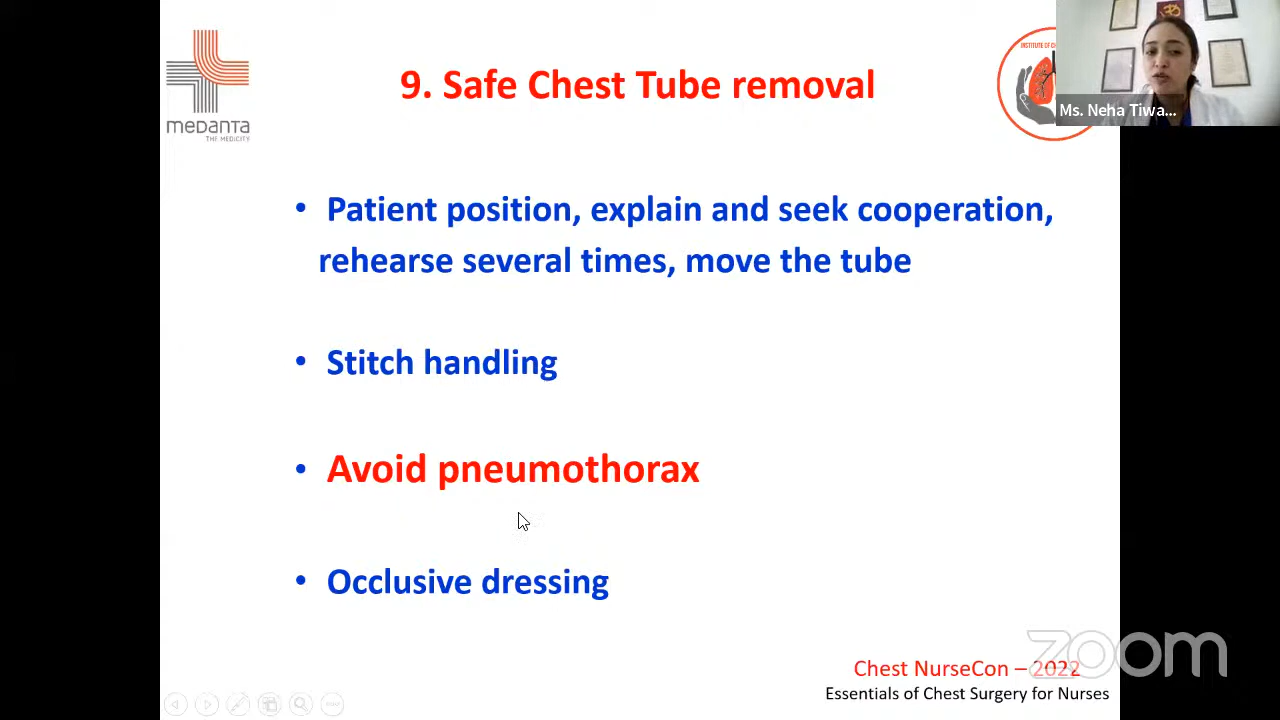 medanta
THE MEDICITY
9. Safe Chest Tube removal
INSTITUTE OF
Ms. Neha Tiwa...
• Patient position, explain and seek cooperation,
rehearse several times, move the tube
• Stitch handling
• Avoid pneumothorax
• Occlusive dressing
zoom
Chest NurseCon – 2022
Essentials of Chest Surgery for Nurses